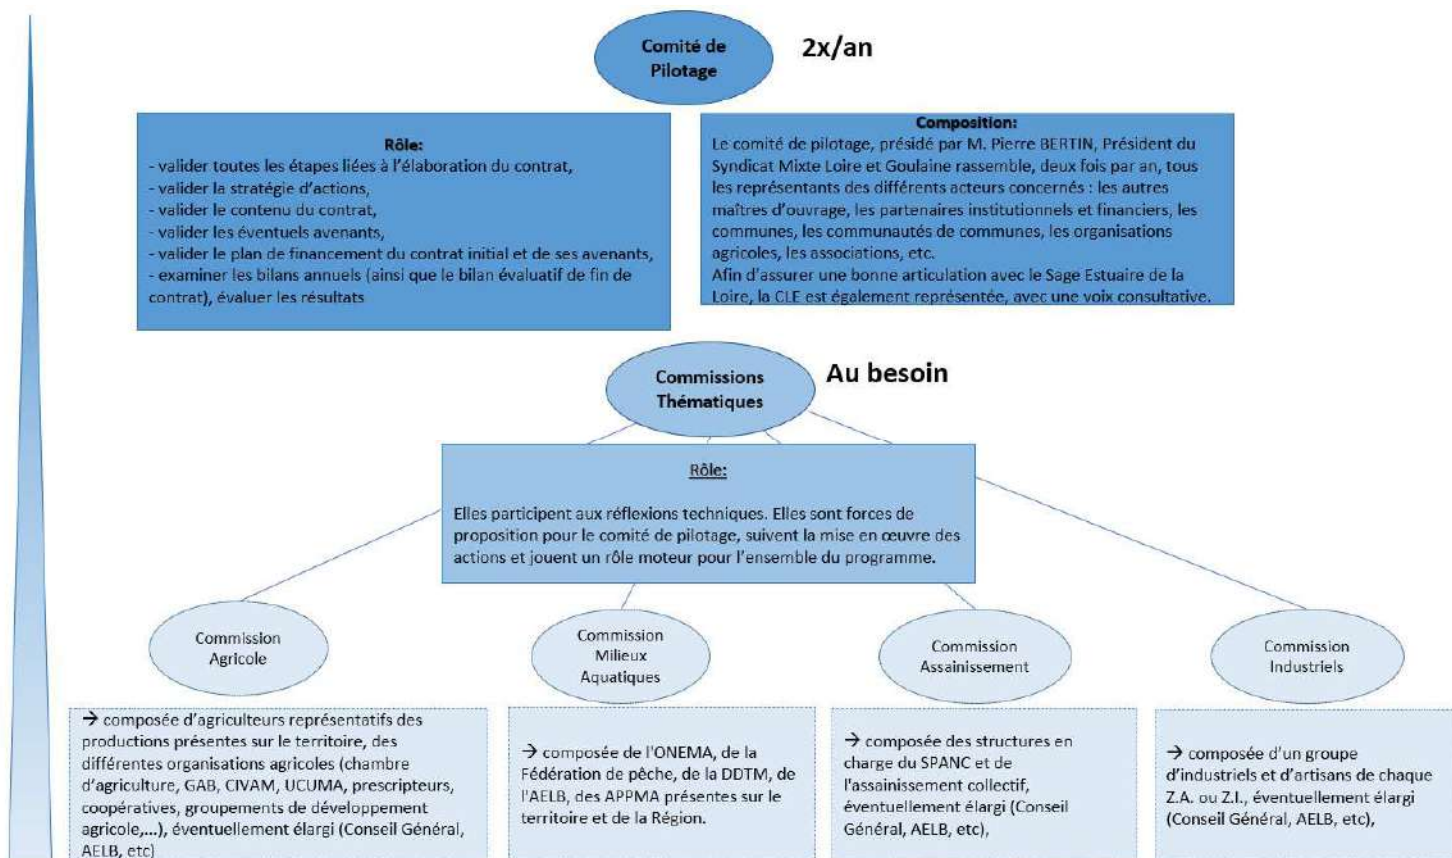 Comité de
Pilotage
2x/an
Rôle:
- valider toutes les étapes liées à l'élaboration du contrat,
- valider la stratégie d'actions,
- valider le contenu du contrat,
- valider les éventuels avenants,
- valider le plan de financement du contrat initial et de ses avenants,
- examiner les bilans annuels (ainsi que le bilan évaluatif de fin de
contrat), évaluer les résultats
Composition:
Le comité de pilotage, présidé par M. Pierre BERTIN, Président du
Syndicat Mixte Loire et Goulaine rassemble, deux fois par an, tous
les représentants des différents acteurs concernés : les autres
maîtres d'ouvrage, les partenaires institutionnels et financiers, les
communes, les communautés de communes, les organisations
agricoles, les associations, etc.
Afin d'assurer une bonne articulation avec le Sage Estuaire de la
Loire, la CLE est également représentée, avec une voix consultative.
Commissions
Thématiques
Au besoin
Rôle:
Elles participent aux réflexions techniques. Elles sont forces de
proposition pour le comité de pilotage, suivent la mise en œuvre des
actions et jouent un rôle moteur pour l'ensemble du programme.
Commission
Agricole
Commission
Milieux
Aquatiques
Commission
Assainissement
Commission
Industriels
→ composée d'agriculteurs représentatifs des
productions présentes sur le territoire, des
différentes organisations agricoles (chambre
d'agriculture, GAB, CIVAM, UCUMA, prescripteurs,
coopératives, groupements de développement
agricole,...), éventuellement élargi (Conseil Général,
AELB, etc)
→ composée de l'ONEMA, de la
Fédération de pêche, de la DDTM, de
l'AELB, des APPMA présentes sur le
territoire et de la Région.
→ composée des structures en
charge du SPANC et de
l'assainissement collectif,
éventuellement élargi (Conseil
Général, AELB, etc),
→ composée d'un groupe
d'industriels et d'artisans de chaque
Z.A. ou Z.I., éventuellement élargi
(Conseil Général, AELB, etc),